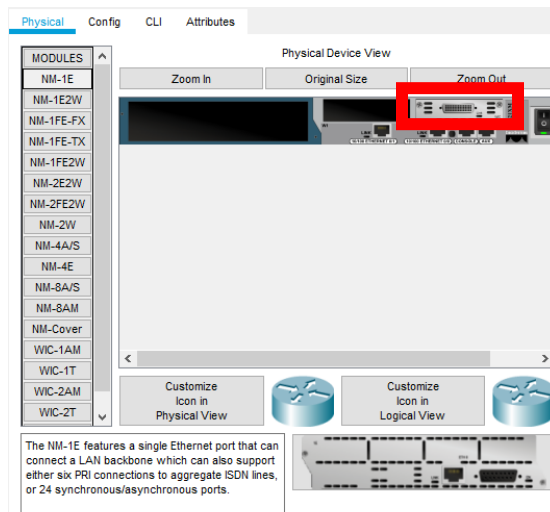 Physical Config CLI Attributes
MODULES
NM-1E
NM-1E2W
NM-1FE-FX
NM-1FE-TX
NM-1FE2W
NM-2E2W
NM-2FE2W
NM-2W
NM-4A/S
NM-4E
NM-8A/S
NM-8AM
NM-Cover
WIC-1AM
WIC-1T
WIC-2AM
WIC-2T
Physical Device View
Zoom In Original Size Zoom Out
Customize
Icon in
Physical View
Customize
Icon in
Logical View
The NM-1E features a single Ethernet port that can
connect a LAN backbone which can also support
either six PRI connections to aggregate ISDN lines,
or 24 synchronous/asynchronous ports.